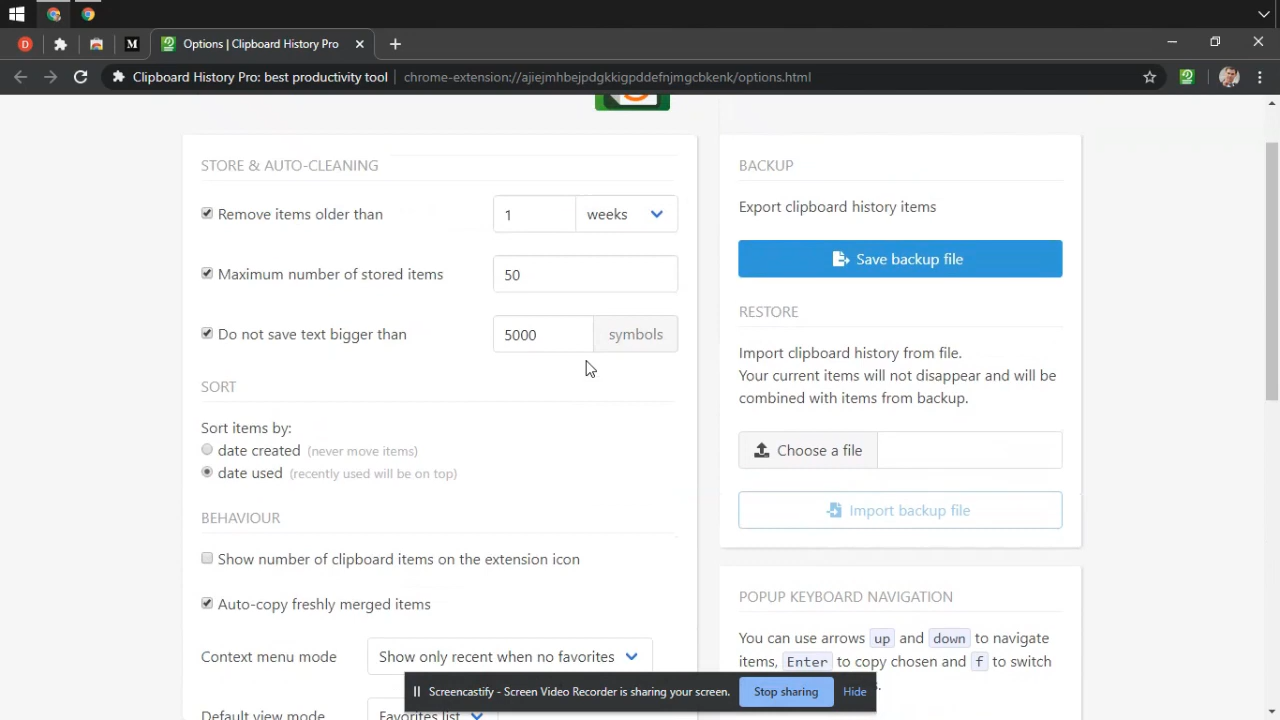 D
M
Options | Clipboard History Pro
Clipboard History Pro: best productivity tool
chrome-extension://ajiejmhbejpdgkkigpddefnjmgcbkenk/options.html
STORE & AUTO-CLEANING
Remove items older than
1
weeks
Maximum number of stored items
50
Do not save text bigger than
5000
symbols
SORT
Sort items by:
date created (never move items)
date used (recently used will be on top)
BEHAVIOUR
Show number of clipboard items on the extension icon
Auto-copy freshly merged items
Context menu mode
Show only recent when no favorites
Default view mode
Favorites list
BACKUP
Export clipboard history items
Save backup file
RESTORE
Import clipboard history from file.
Your current items will not disappear and will be
combined with items from backup.
Choose a file
Import backup file
POPUP KEYBOARD NAVIGATION
You can use arrows up and down to navigate
items, Enter to copy chosen and f to switch
Screencastify - Screen Video Recorder is sharing your screen.
Stop sharing
Hide